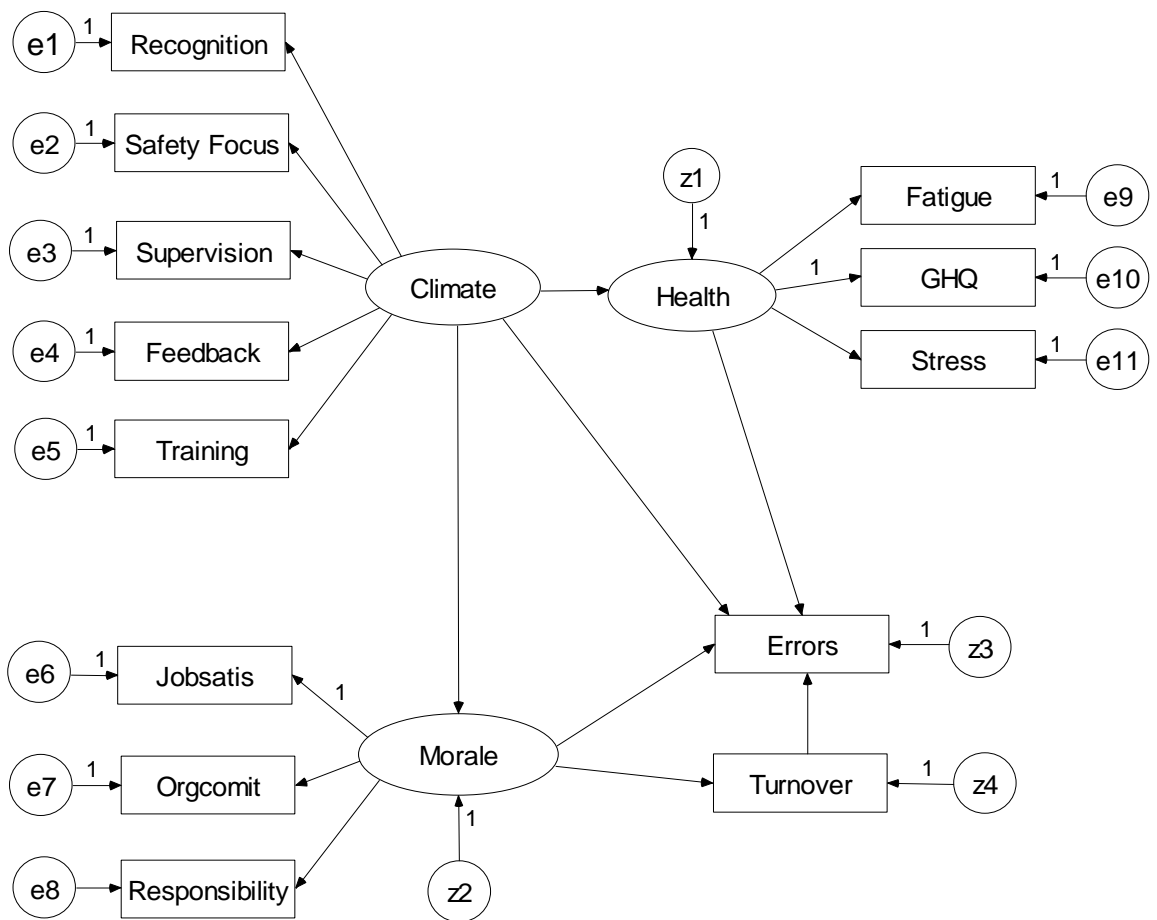 e1 1 Recognition
e2 1 Safety Focus
z1
1
Fatigue 1 e9
e3 1 Supervision
Climate
Health
1 GHQ 1 e10
e4 1 Feedback
Stress 1 e11
e5 1 Training
e6 1 Jobsatis 1
Errors 1 z3
Morale
e7 1 Orgcomit
Turnover 1 z4
1
e8 Responsibility
z2